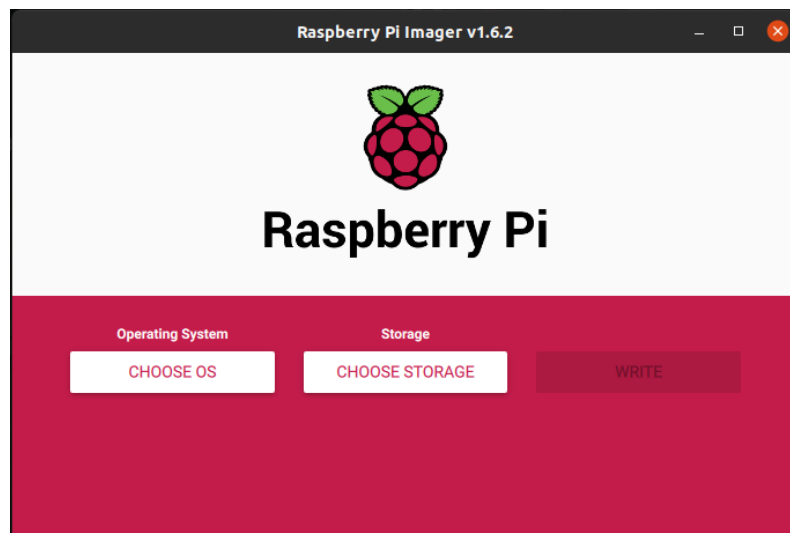 Raspberry Pi Imager v1.6.2
Raspberry Pi
Operating System
Storage
CHOOSE OS
CHOOSE STORAGE
WRITE